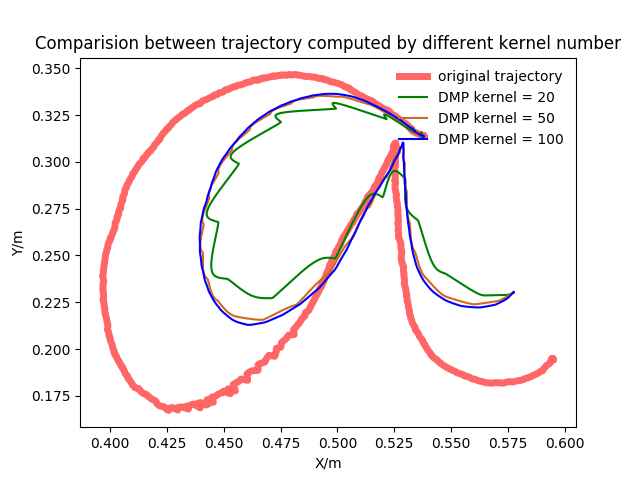 Comparision between trajectory computed by different kernel number
original trajectory
DMP kernel = 20
DMP kernel = 50
DMP kernel = 100
0.350
0.325
0.300
0.275
0.250
0.225
0.200
0.175
Y/m
0.400 0.425 0.450 0.475 0.500 0.525 0.550 0.575 0.600
X/m